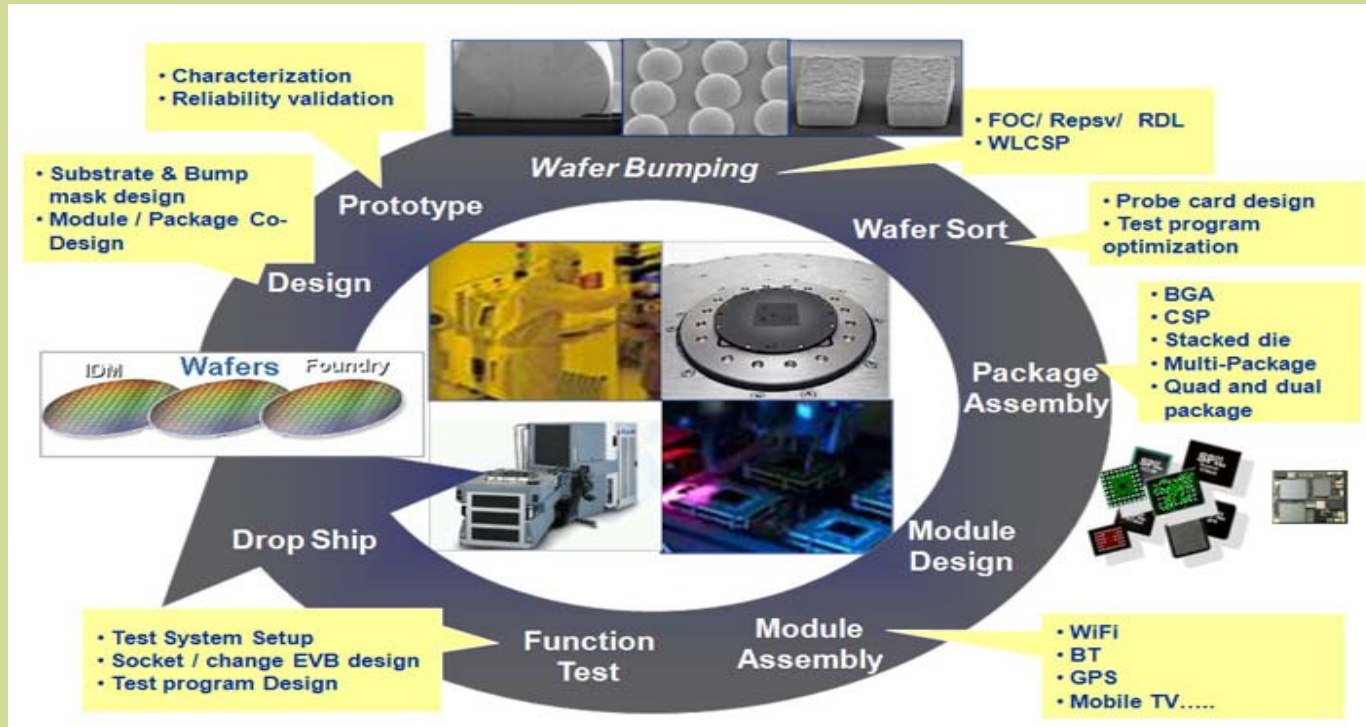 • Characterization
• Reliability validation
• FOC/ Repsv/ RDL
• WLCSP
Wafer Bumping
• Substrate & Bump
mask design
• Module / Package Co-
Design
Prototype
• Probe card design
• Test program
optimization
Wafer Sort
Design
• BGA
• CSP
• Stacked die
• Multi-Package
• Quad and dual
package
IDM
Wafers
Foundry
Package
Assembly
SPIL
SPIL
Drop Ship
Module
Design
• Test System Setup
• Socket / change EVB design
• Test program Design
Function
Test
Module
Assembly
• WiFi
• BT
• GPS
• Mobile TV.....